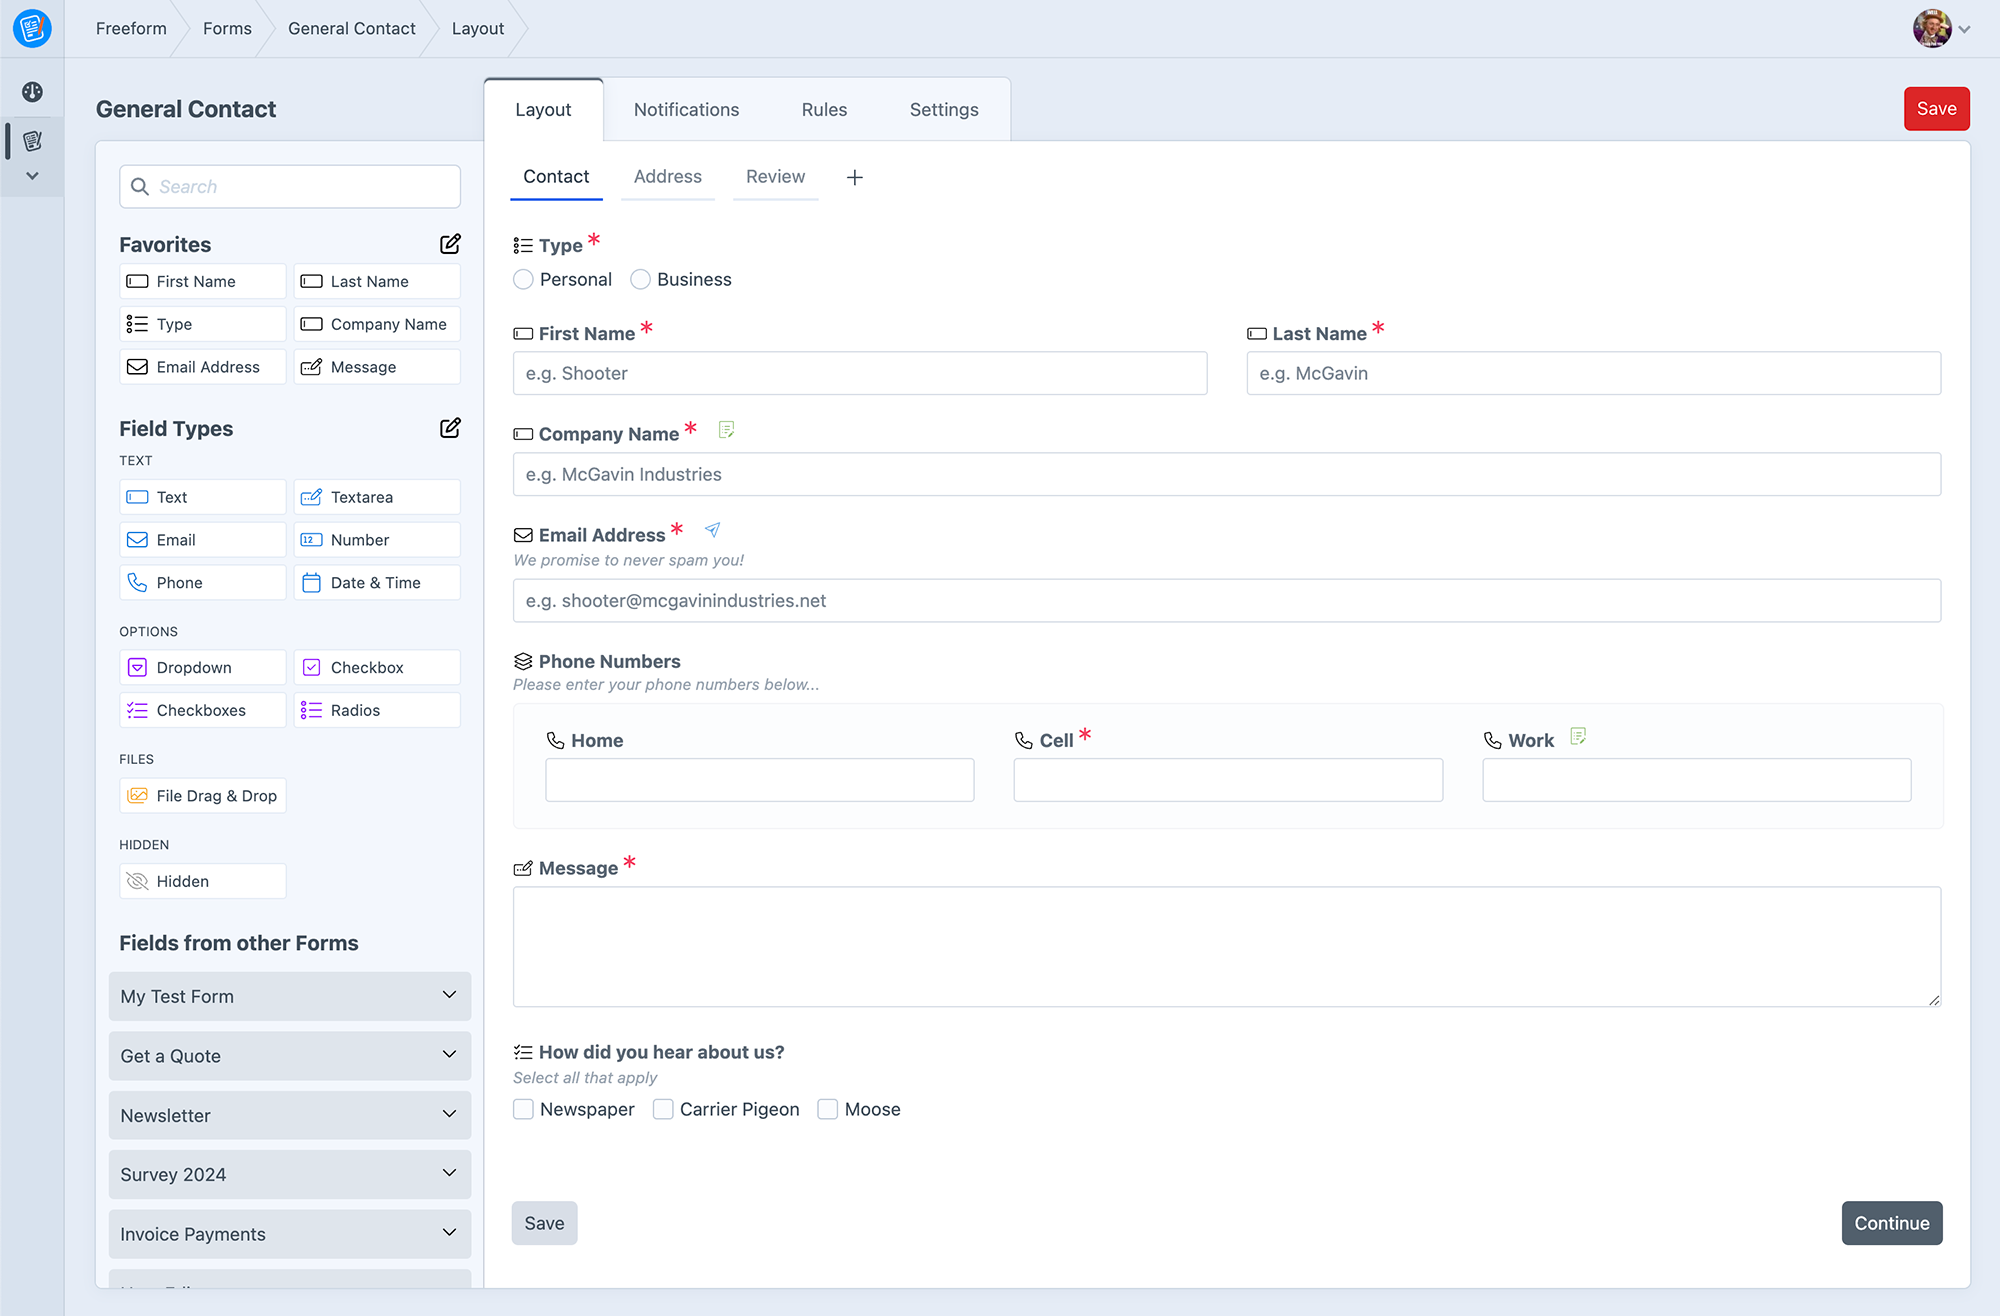 Freeform
Forms
General Contact
Layout
General Contact
Layout
Notifications
Rules
Settings
Save
Search
Favorites
First Name
Last Name
Type
Company Name
Email Address
Message
Field Types
TEXT
Text
Textarea
Email
12
Number
Phone
Date & Time
OPTIONS
Dropdown
Checkbox
Checkboxes
Radios
FILES
File Drag & Drop
HIDDEN
Hidden
Fields from other Forms
My Test Form
Get a Quote
Newsletter
Survey 2024
Invoice Payments
Contact
Address
Review
+
Type *
Personal
Business
First Name *
e.g. Shooter
Last Name *
e.g. McGavin
Company Name *
e.g. McGavin Industries
Email Address *
We promise to never spam you!
e.g. shooter@mcgavinindustries.net
Phone Numbers
Please enter your phone numbers below...
Home
Cell *
Work
Message *
How did you hear about us?
Select all that apply
Newspaper
Carrier Pigeon
Moose
Save
Continue